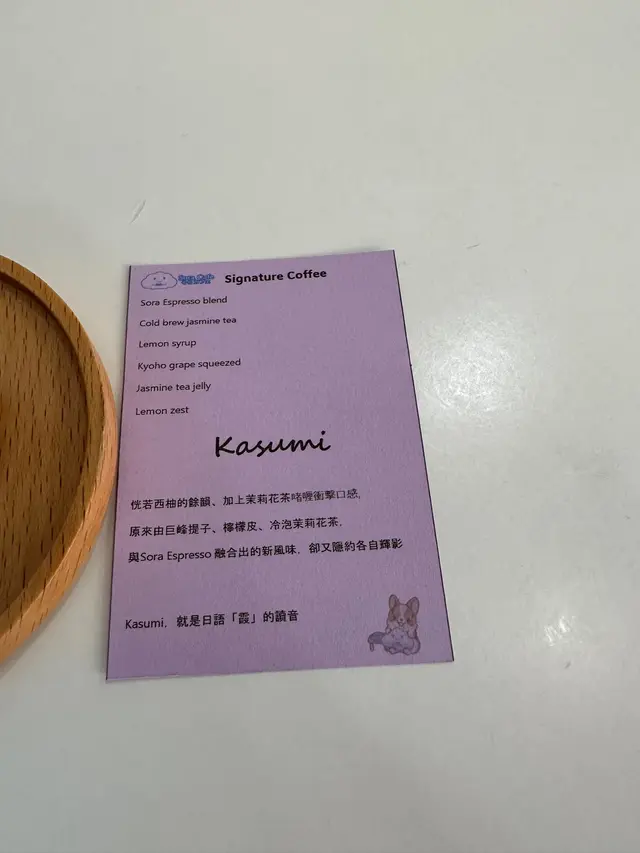 Signature Coffee
Sora Espresso blend
Cold brew jasmine tea
Lemon syrup
Kyoho grape squeezed
Jasmine tea jelly
Lemon zest
Kasumi
恍若西柚的餘韻、加上茉莉花茶咯喱衝擊口感,
原來由巨峰提子、檸檬皮、冷泡茉莉花茶,
與Sora Espresso 融合出的新風味, 卻又隱約各自輝影
Kasumi, 就是日語「霞」的讀音